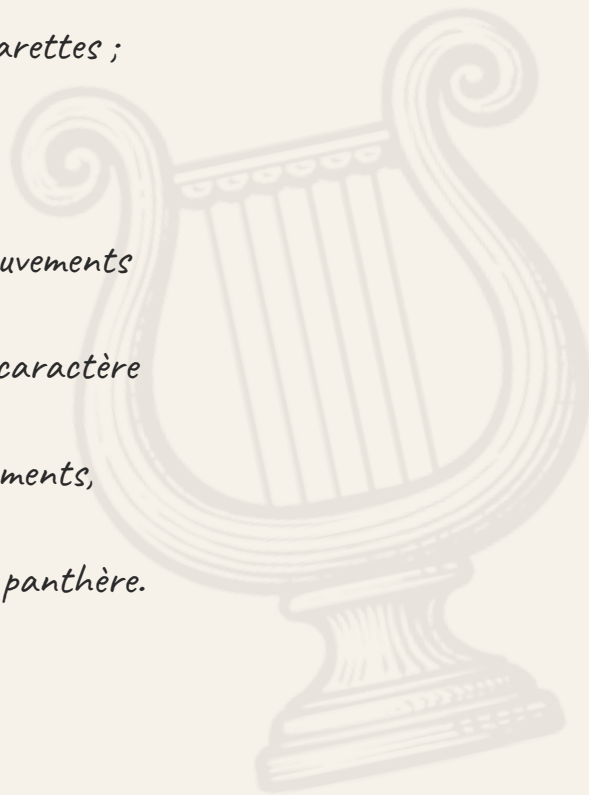 arettes ;
uvements
caractère
ments,
panthère.